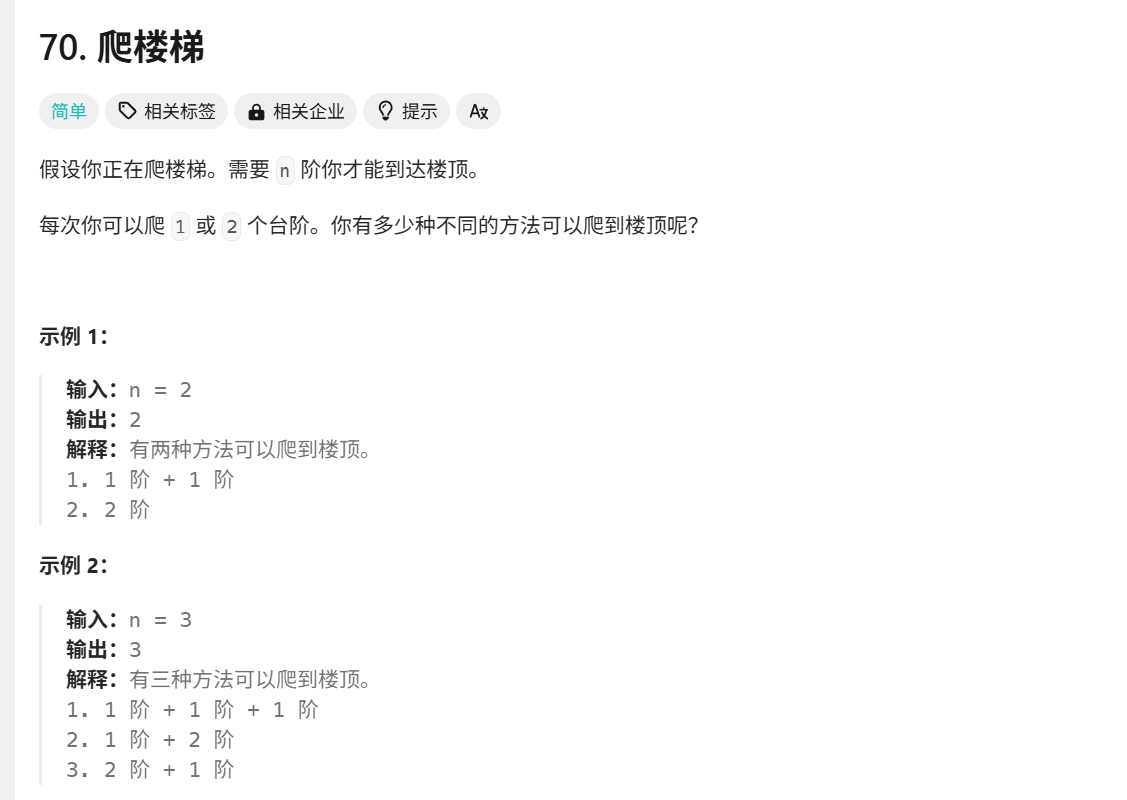 70. 爬楼梯
简单 相关标签 相关企业 提示 A文
假设你正在爬楼梯。需要 n 阶你才能到达楼顶。
每次你可以爬 1 或 2 个台阶。你有多少种不同的方法可以爬到楼顶呢？
示例 1：
输入：n = 2
输出：2
解释：有两种方法可以爬到楼顶。
1. 1 阶 + 1 阶
2. 2 阶
示例 2：
输入：n = 3
输出：3
解释：有三种方法可以爬到楼顶。
1. 1 阶 + 1 阶 + 1 阶
2. 1 阶 + 2 阶
3. 2 阶 + 1 阶